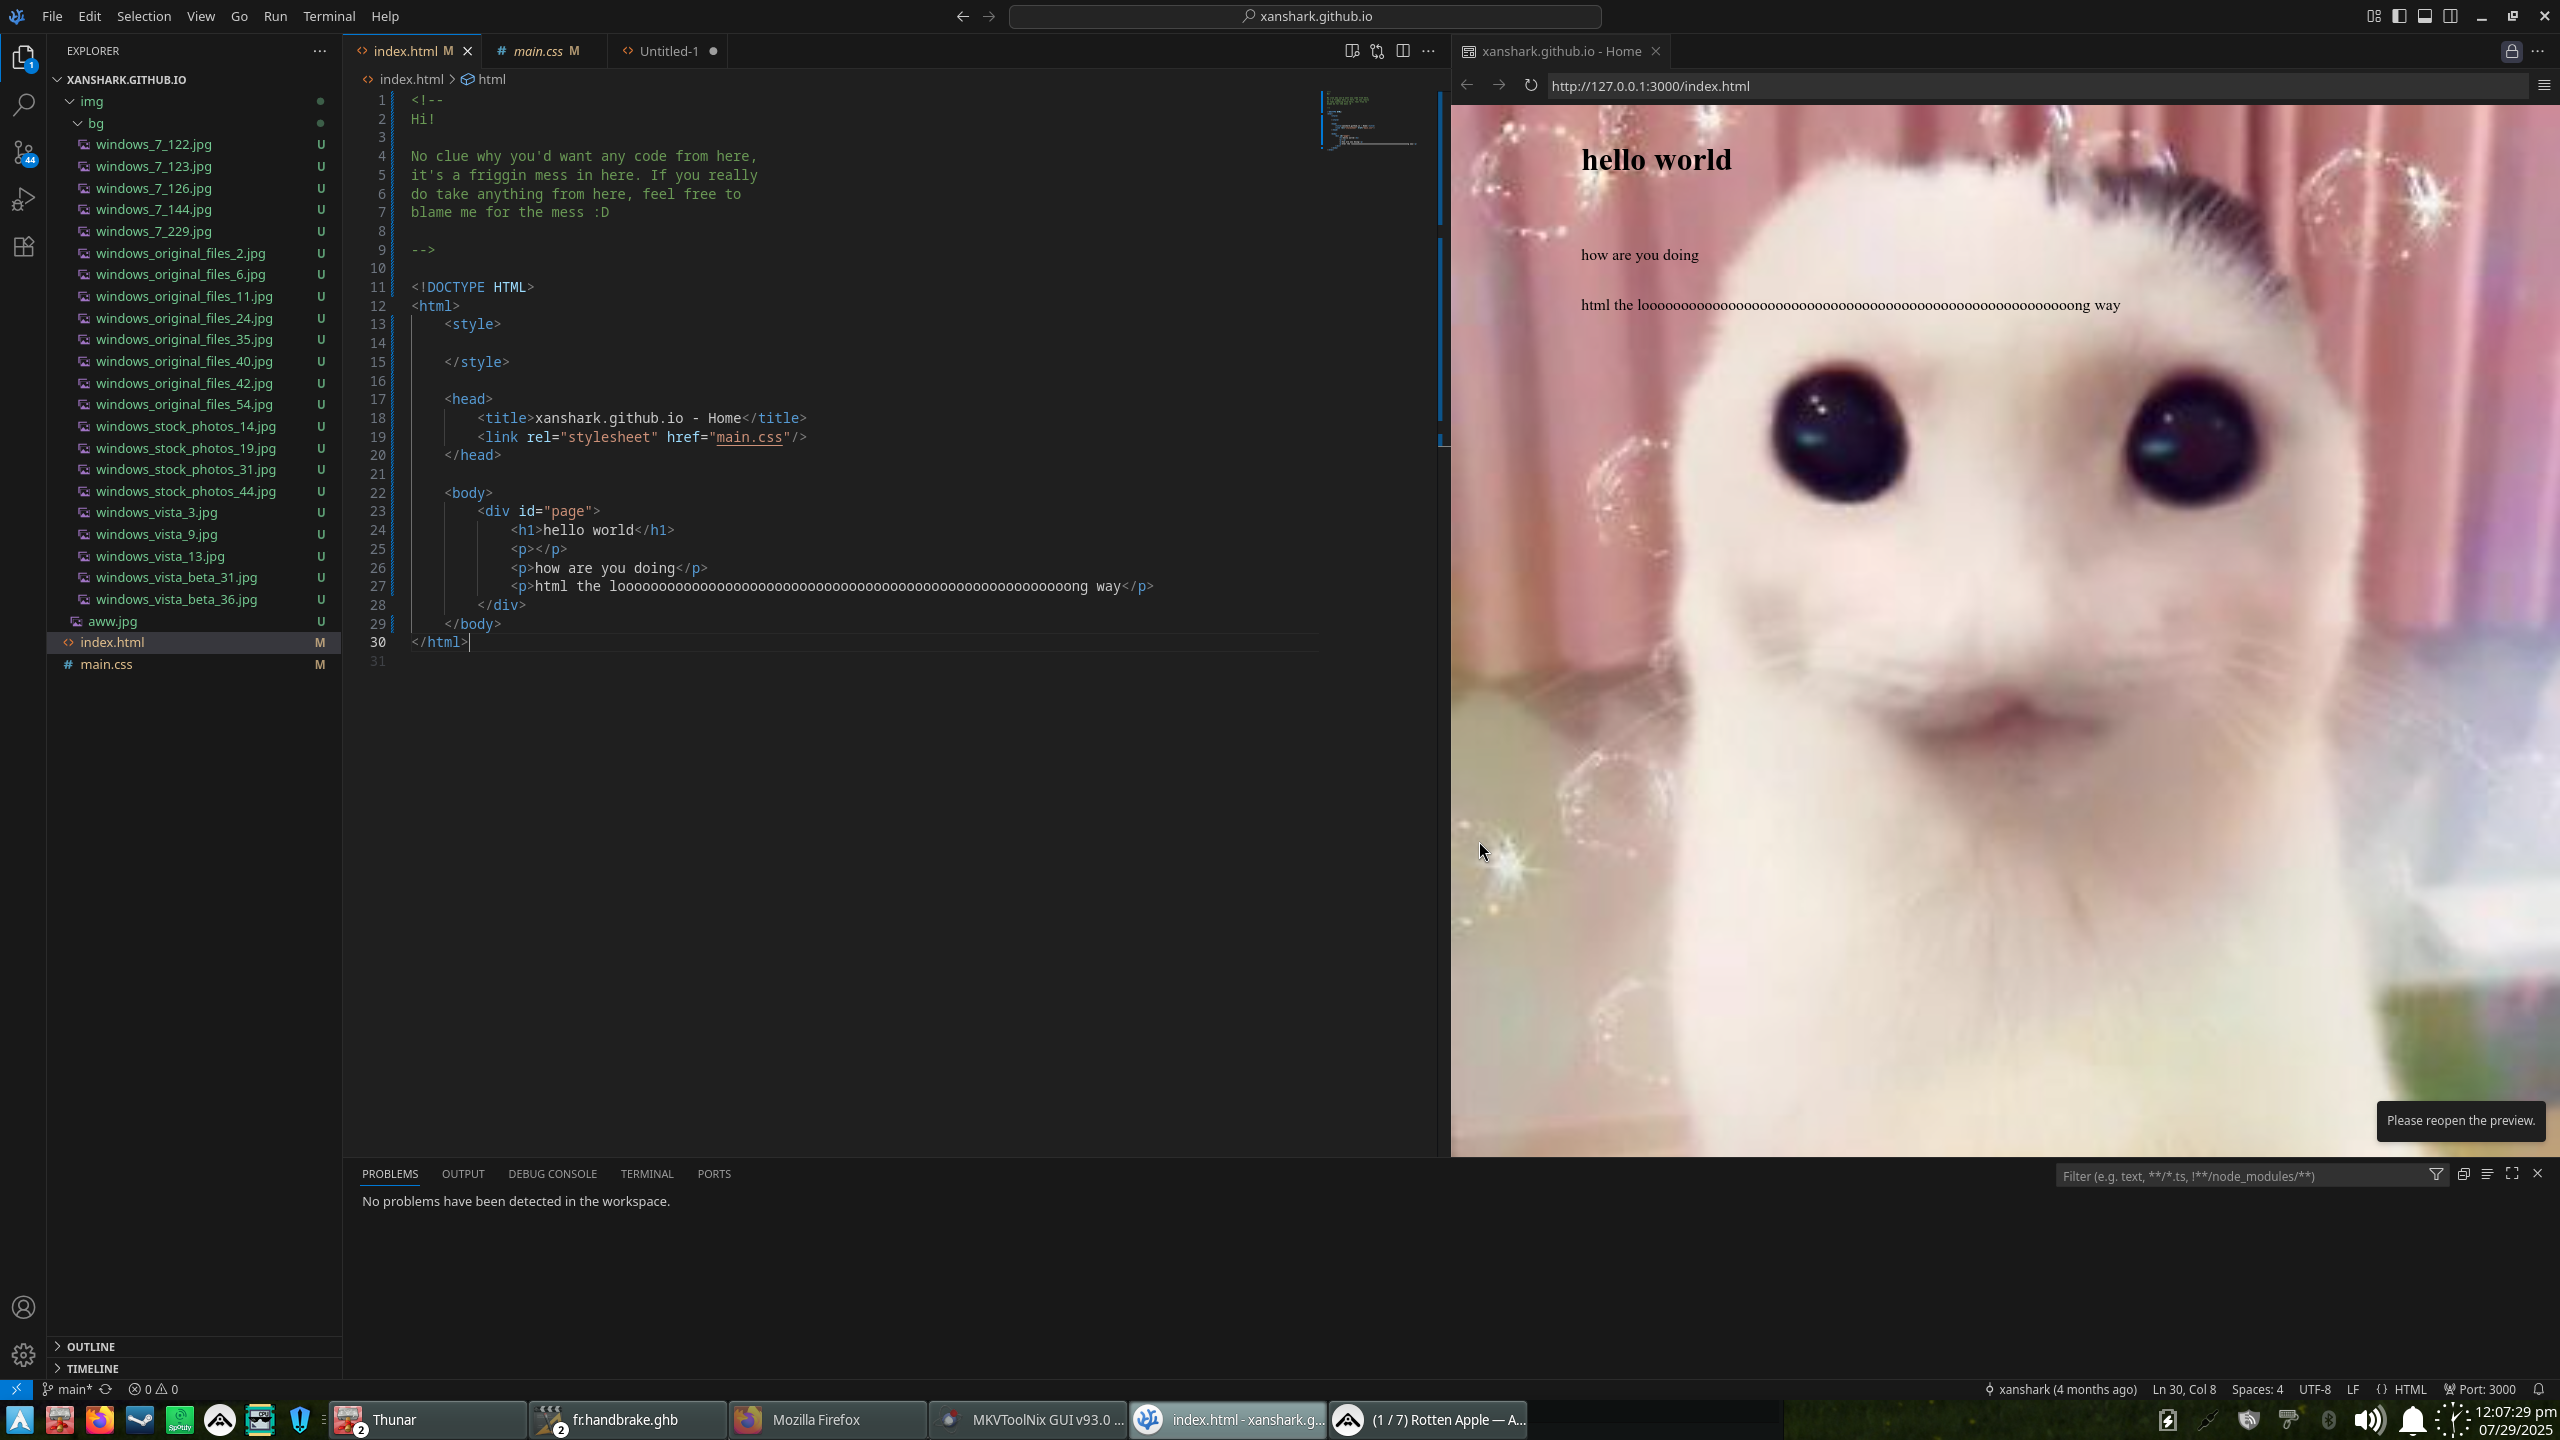 File Edit Selection View Go Run Terminal Help
xanshark.github.io
EXPLORER
XANSHARK.GITHUB.IO
img
bg
windows_7_122.jpg U
windows_7_123.jpg U
windows_7_126.jpg U
windows_7_144.jpg U
windows_7_229.jpg U
windows_original_files_2.jpg U
windows_original_files_6.jpg U
windows_original_files_11.jpg U
windows_original_files_24.jpg U
windows_original_files_35.jpg U
windows_original_files_40.jpg U
windows_original_files_42.jpg U
windows_original_files_54.jpg U
windows_stock_photos_14.jpg U
windows_stock_photos_19.jpg U
windows_stock_photos_31.jpg U
windows_stock_photos_44.jpg U
windows_vista_3.jpg U
windows_vista_9.jpg U
windows_vista_13.jpg U
windows_vista_beta_31.jpg U
windows_vista_beta_36.jpg U
aww.jpg U
index.html M
main.css M
1
44
OUTLINE
TIMELINE
index.html M main.css M Untitled-1
index.html > html
1 <!--
2 Hi!
3
4 No clue why you'd want any code from here,
5 it's a friggin mess in here. If you really
6 do take anything from here, feel free to
7 blame me for the mess :D
8
9 -->
10
11 <!DOCTYPE HTML>
12 <html>
13 <style>
14
15 </style>
16
17 <head>
18 <title>xanshark.github.io - Home</title>
19 <link rel="stylesheet" href="main.css"/>
20 </head>
21
22 <body>
23 <div id="page">
24 <h1>hello world</h1>
25 <p></p>
26 <p>how are you doing</p>
27 <p>html the looooooooooooooooooooooooooooooooooooooooooooooooooooooong way</p>
28 </div>
29 </body>
30 </html>
31
xanshark.github.io - Home
http://127.0.0.1:3000/index.html
hello world
how are you doing
html the looooooooooooooooooooooooooooooooooooooooooooooooooooooong way
Please reopen the preview.
PROBLEMS OUTPUT DEBUG CONSOLE TERMINAL PORTS
Filter (e.g. text, **/*.ts, !**/node_modules/**)
No problems have been detected in the workspace.
main* 0 0
xanshark (4 months ago) Ln 30, Col 8 Spaces: 4 UTF-8 LF HTML Port: 3000
Spotify
Thunar 2
fr.handbrake.ghb 2
Mozilla Firefox
MKVToolNix GUI v93.0 ...
index.html - xanshark.g...
(1 / 7) Rotten Apple — A...
12:07:29 pm
07/29/2025